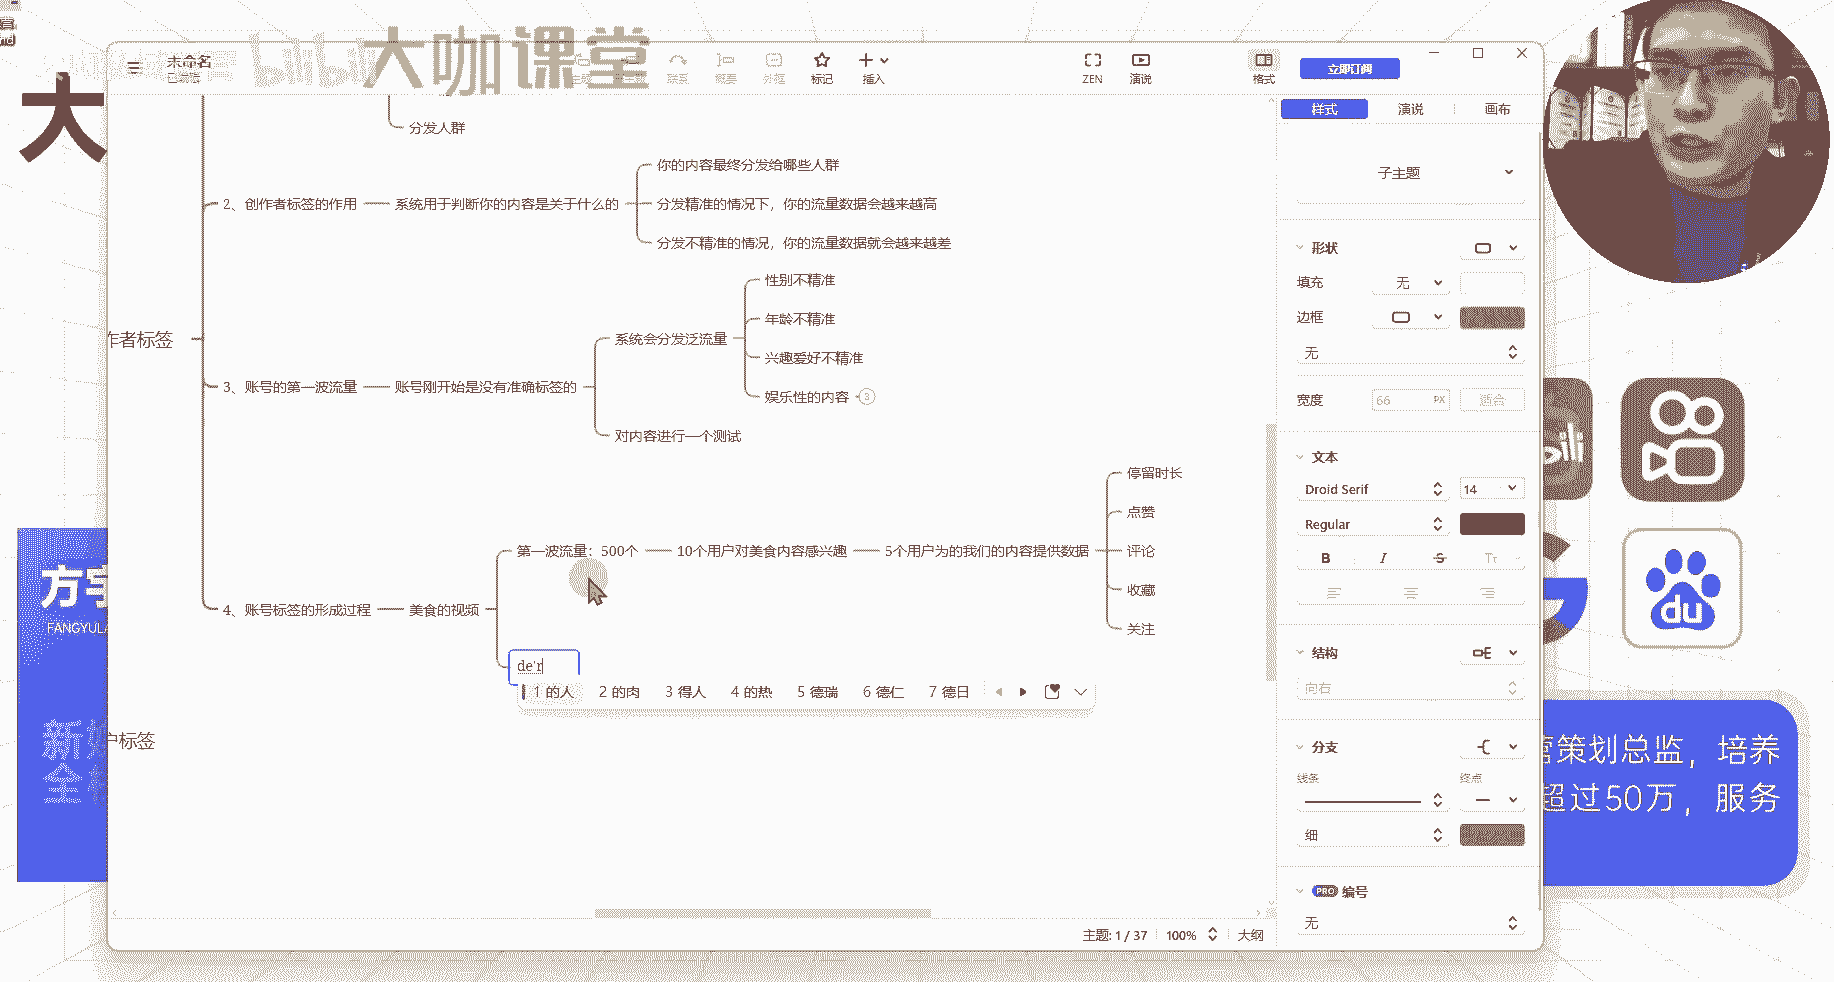 大咖课堂
bilibili
未命名
联系
概要
外框
标记
插入
ZEN
演说
格式
立即订阅
样式
演说
画布
大
分发人群
2、创作者标签的作用
系统用于判断你的内容是关于什么的
你的内容最终分发给哪些人群
分发精准的情况下，你的流量数据会越来越高
分发不精准的情况，你的流量数据就会越来越差
作者标签
3、账号的第一波流量
账号刚开始是没有准确标签的
系统会分发泛流量
性别不精准
年龄不精准
兴趣爱好不精准
娱乐性的内容 3
对内容进行一个测试
4、账号标签的形成过程
美食的视频
第一波流量：500个
10个用户对美食内容感兴趣
5个用户为的我们的内容提供数据
停留时长
点赞
评论
收藏
关注
de'r
1 的人 2 的肉 3 得人 4 的热 5 德瑞 6 德仁 7 德日
户标签
子主题
形状
填充
无
边框
无
宽度
66
PX
适合
文本
Droid Serif
14
Regular
B I S Tt
结构
向右
分支
线条
终点
细
PRO 编号
无
主题: 1 / 37
100%
大纲
方宇
FANGYULA
新媒
全
营策划总监，培养
超过50万，服务
ili
du